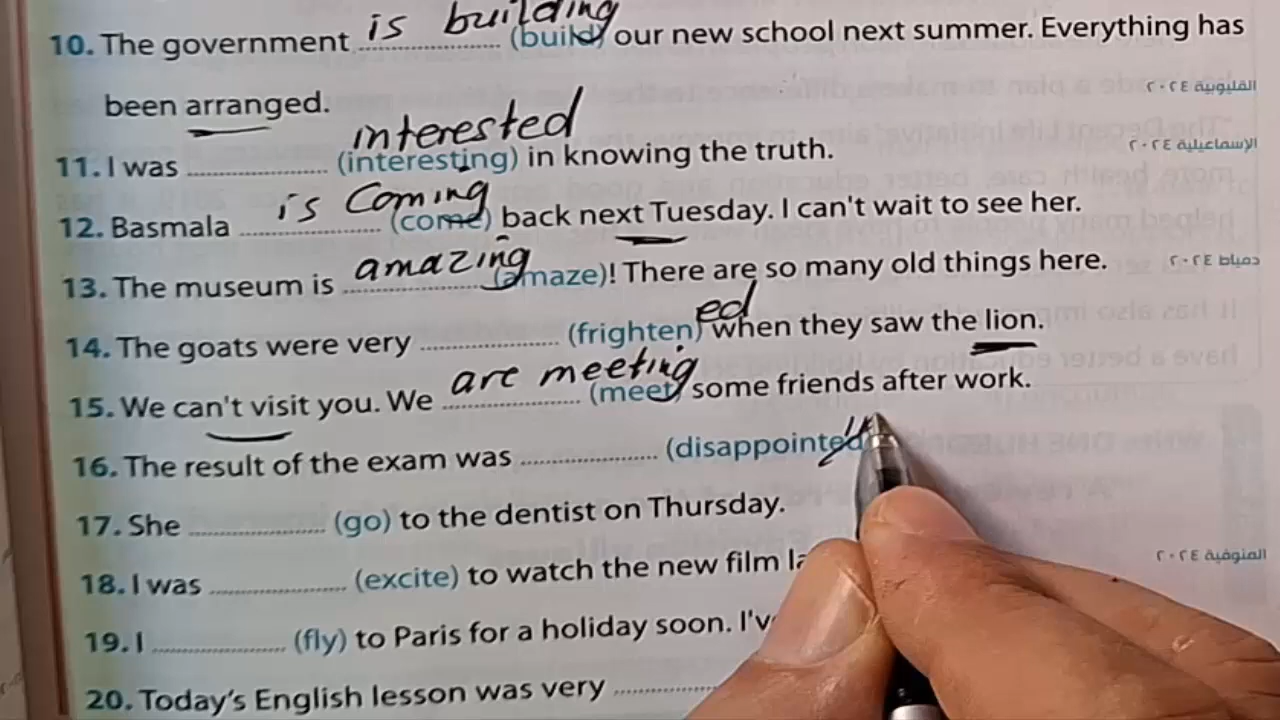 is building
10. The government .................... (build) our new school next summer. Everything has
been arranged. القليوبية ٢٠٢٤
interested
11. I was .................... (interesting) in knowing the truth. الإسماعيلية ٢٠٢٤
is Coming
12. Basmala .................... (come) back next Tuesday. I can't wait to see her.
amazing
13. The museum is .................... (amaze)! There are so many old things here. دمياط ٢٠٢٤
ed
14. The goats were very .................... (frighten) when they saw the lion.
are meeting
15. We can't visit you. We .................... (meet) some friends after work.
16. The result of the exam was .................... (disappointed
17. She .................... (go) to the dentist on Thursday.
18. I was .................... (excite) to watch the new film المنوفية ٢٠٢٤
19. I .................... (fly) to Paris for a holiday soon. I'v
20. Today's English lesson was very ...............